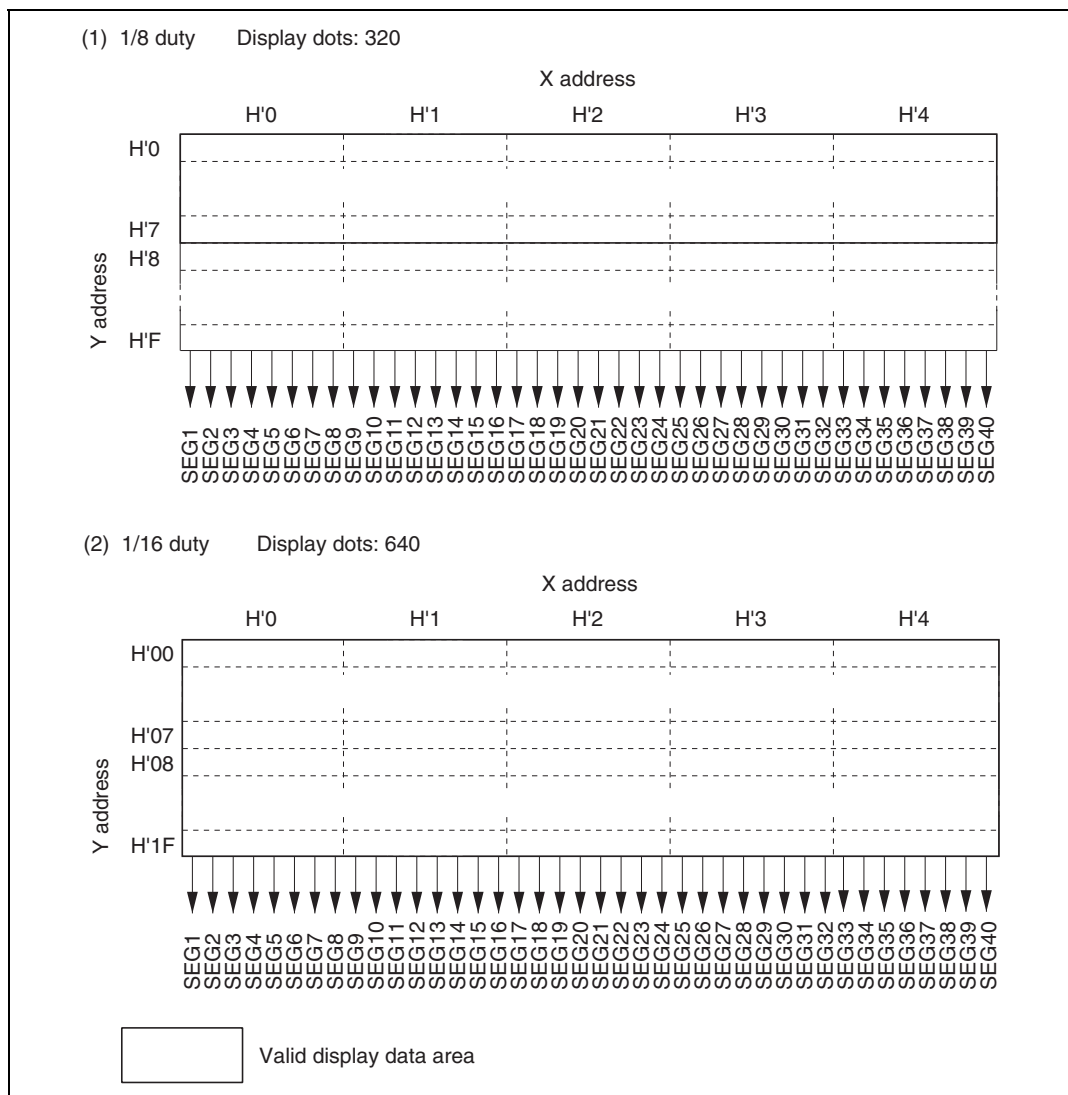 (1) 1/8 duty Display dots: 320
X address
H'0 H'1 H'2 H'3 H'4
Y address
H'0
H'7
H'8
H'F
SEG1 SEG2 SEG3 SEG4 SEG5 SEG6 SEG7 SEG8 SEG9 SEG10 SEG11 SEG12 SEG13 SEG14 SEG15 SEG16 SEG17 SEG18 SEG19 SEG20 SEG21 SEG22 SEG23 SEG24 SEG25 SEG26 SEG27 SEG28 SEG29 SEG30 SEG31 SEG32 SEG33 SEG34 SEG35 SEG36 SEG37 SEG38 SEG39 SEG40
(2) 1/16 duty Display dots: 640
X address
H'0 H'1 H'2 H'3 H'4
Y address
H'00
H'07
H'08
H'1F
SEG1 SEG2 SEG3 SEG4 SEG5 SEG6 SEG7 SEG8 SEG9 SEG10 SEG11 SEG12 SEG13 SEG14 SEG15 SEG16 SEG17 SEG18 SEG19 SEG20 SEG21 SEG22 SEG23 SEG24 SEG25 SEG26 SEG27 SEG28 SEG29 SEG30 SEG31 SEG32 SEG33 SEG34 SEG35 SEG36 SEG37 SEG38 SEG39 SEG40
Valid display data area